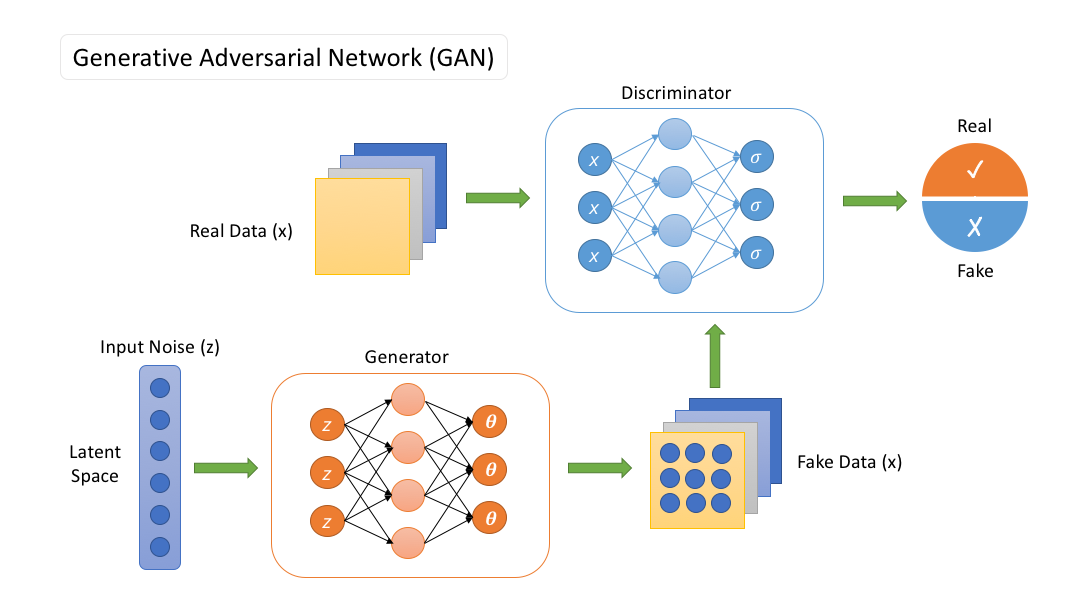 Generative Adversarial Network (GAN)
Discriminator
Real
✓
Real Data (x)
x
σ
x
σ
x
σ
✗
Fake
Input Noise (z)
Generator
Latent
Space
z
θ
z
θ
z
θ
Fake Data (x)